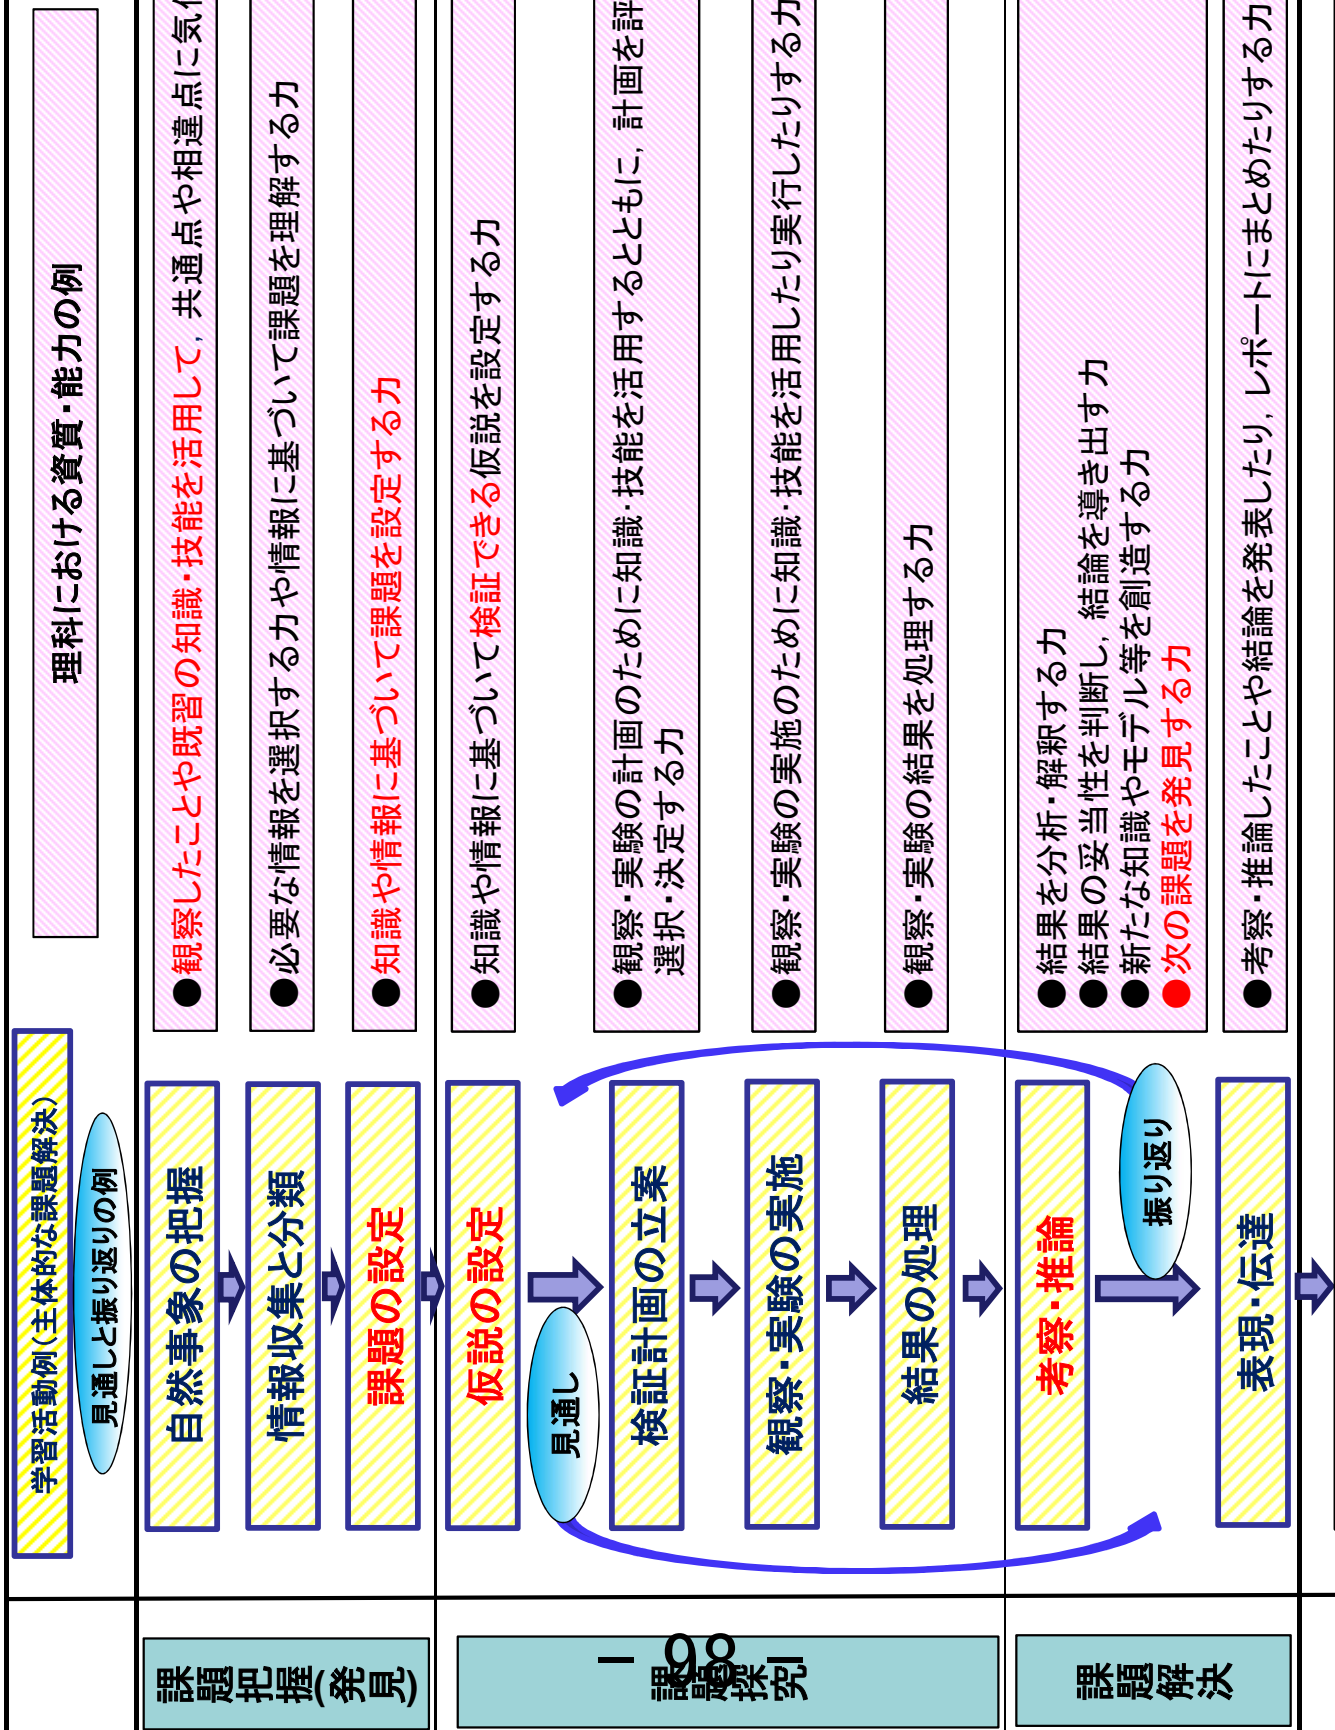 課題把握(発見)
学習活動例(主体的な課題解決)
見通しと振り返りの例
理科における資質・能力の例
自然事象の把握
●観察したことや既習の知識・技能を活用して, 共通点や相違点に気
情報収集と分類
●必要な情報を選択する力や情報に基づいて課題を理解する力
課題の設定
●知識や情報に基づいて課題を設定する力
課題探究
仮説の設定
●知識や情報に基づいて検証できる仮説を設定する力
見通し
検証計画の立案
●観察・実験の計画のために知識・技能を活用するとともに, 計画を評
選択・決定する力
観察・実験の実施
●観察・実験の実施のために知識・技能を活用したり実行したりする力
結果の処理
●観察・実験の結果を処理する力
課題解決
考察・推論
●結果を分析・解釈する力
●結果の妥当性を判断し, 結論を導き出す力
●新たな知識やモデル等を創造する力
●次の課題を発見する力
振り返り
表現・伝達
●考察・推論したことや結論を発表したり, レポートにまとめたりする力
− 98 −